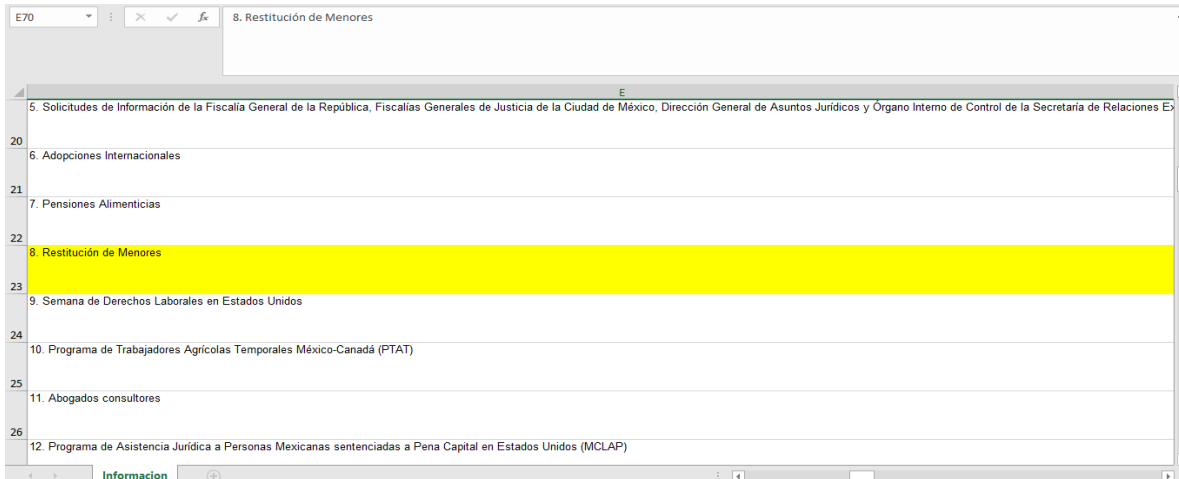 E70
fx
8. Restitución de Menores
E
5. Solicitudes de Información de la Fiscalía General de la República, Fiscalías Generales de Justicia de la Ciudad de México, Dirección General de Asuntos Jurídicos y Órgano Interno de Control de la Secretaría de Relaciones Ex
20
6. Adopciones Internacionales
21
7. Pensiones Alimenticias
22
8. Restitución de Menores
23
9. Semana de Derechos Laborales en Estados Unidos
24
10. Programa de Trabajadores Agrícolas Temporales México-Canadá (PTAT)
25
11. Abogados consultores
26
12. Programa de Asistencia Jurídica a Personas Mexicanas sentenciadas a Pena Capital en Estados Unidos (MCLAP)
Informacion